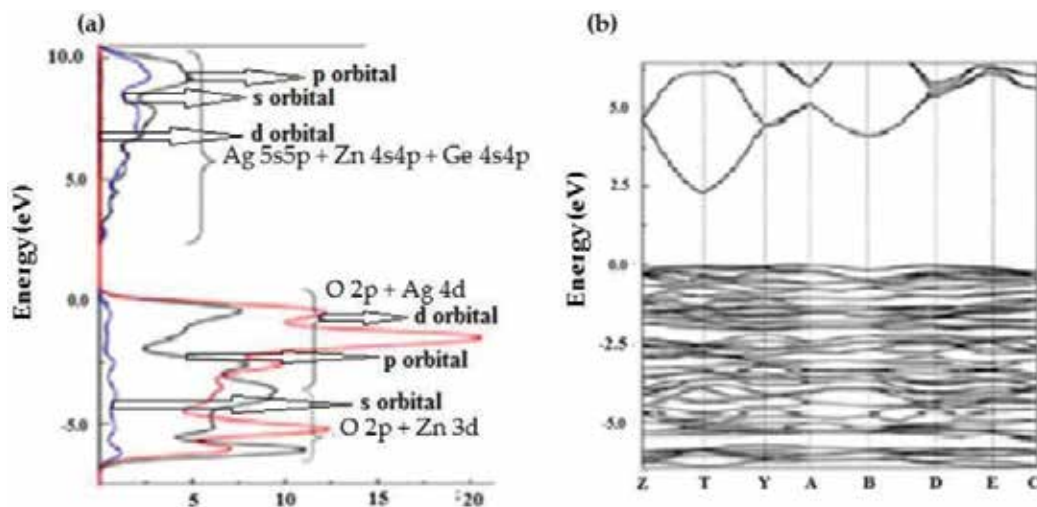 (a)
10.0
p orbital
s orbital
d orbital
Ag 5s5p + Zn 4s4p + Ge 4s4p
5.0
Energy (eV)
0.0
O 2p + Ag 4d
d orbital
p orbital
s orbital
O 2p + Zn 3d
-5.0
5 10 15 20
(b)
5.0
2.5
Energy (eV)
0.0
-2.5
-5.0
Z T Y A B D E C